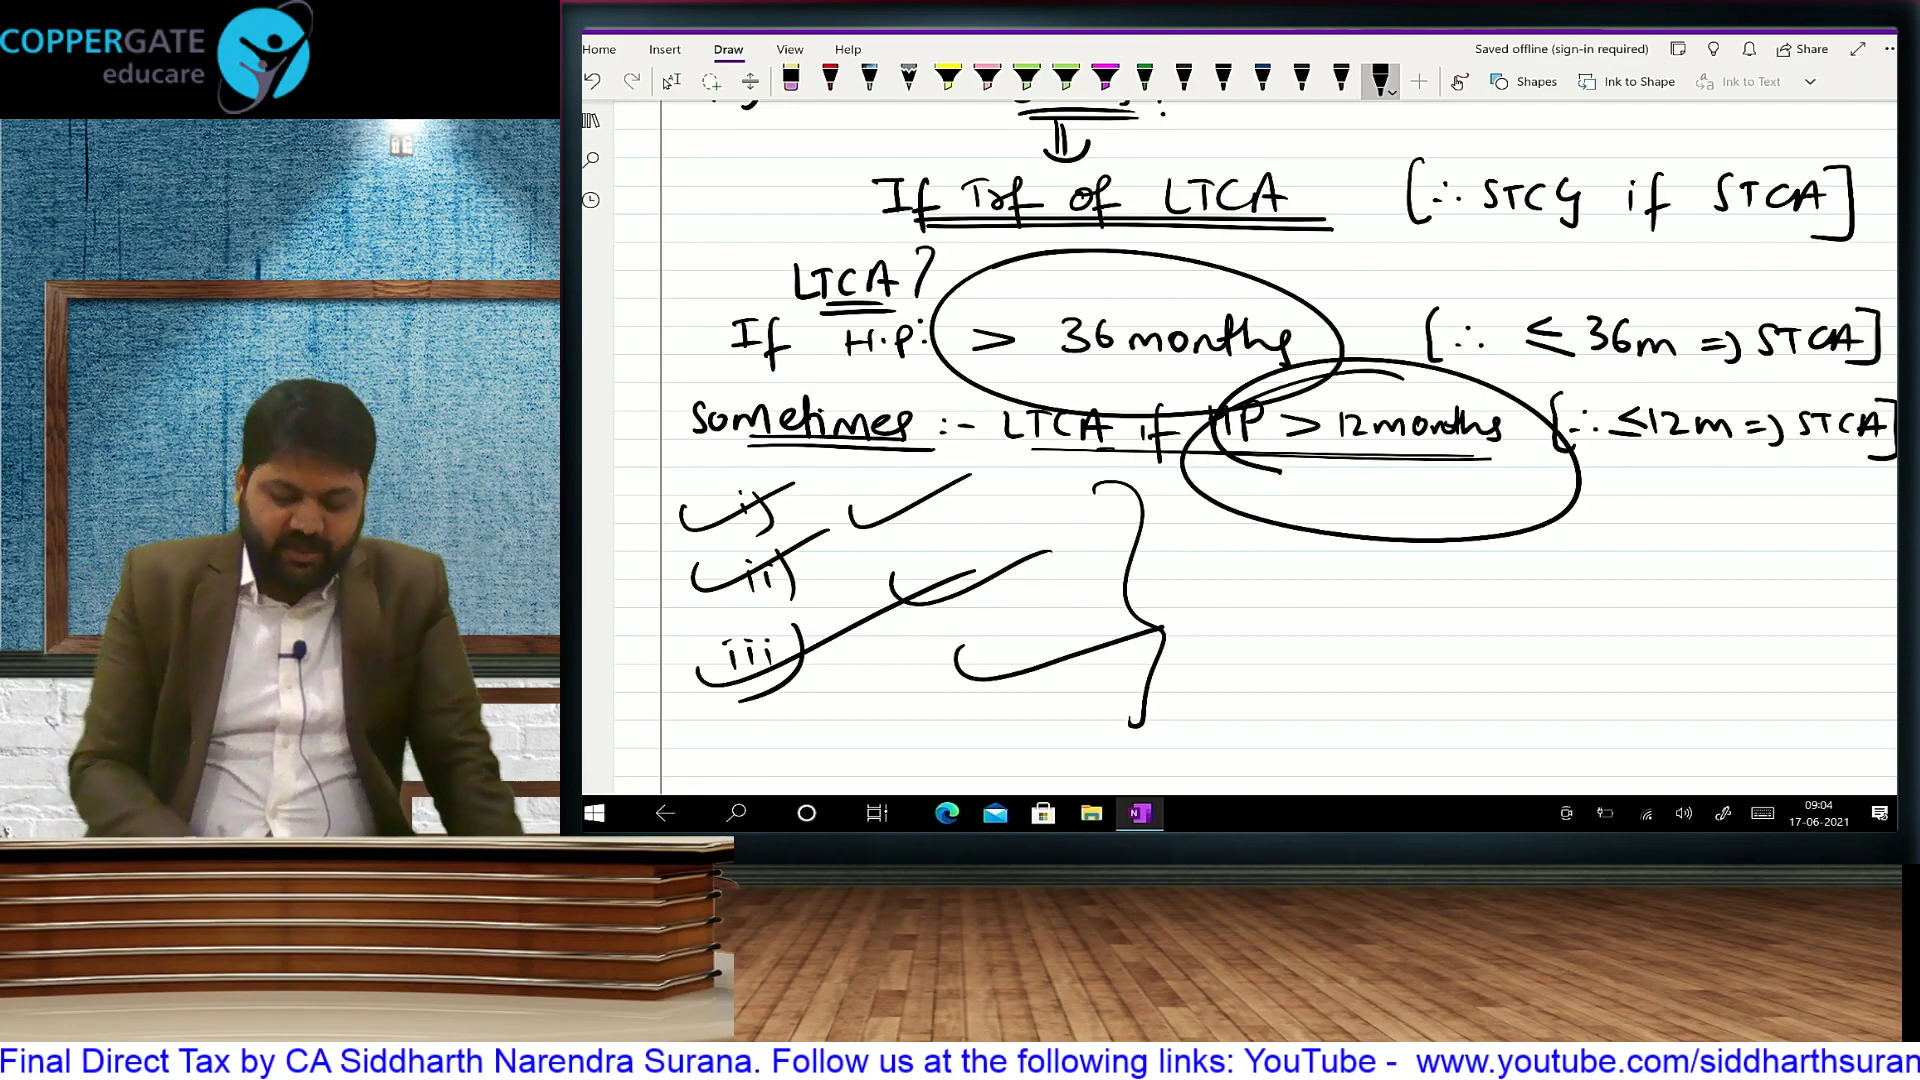 COPPERGATE
educare
Home Insert Draw View Help Saved offline (sign-in required) Share
Shapes Ink to Shape Ink to Text
If Trf of LTCA [∴ STCG if STCA]
LTCA?
If H.P: > 36 months [∴ ≤ 36m => STCA]
Sometimes :- LTCA if HP > 12 months [∴ ≤ 12m => STCA]
i)
ii)
iii)
09:04
17-06-2021
Final Direct Tax by CA Siddharth Narendra Surana. Follow us at the following links: YouTube - www.youtube.com/siddharthsuran